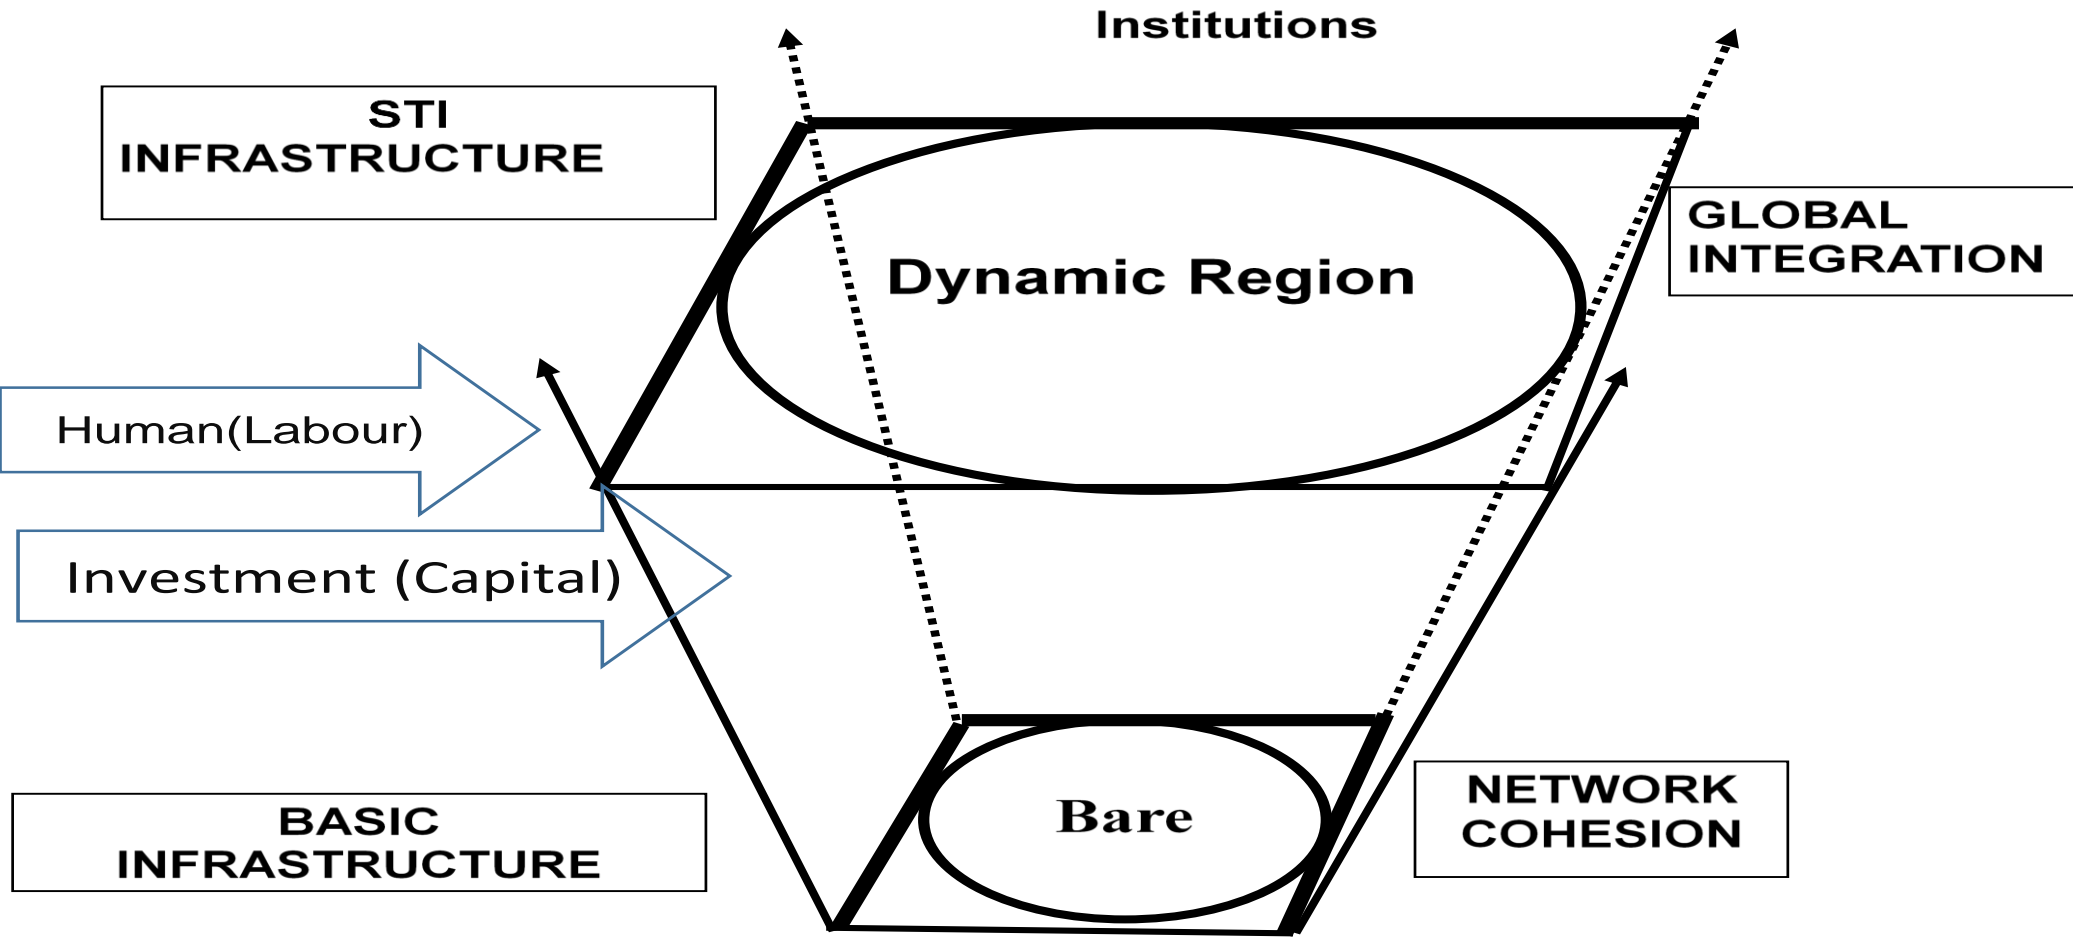 Institutions
STI
INFRASTRUCTURE
GLOBAL
INTEGRATION
Dynamic Region
Human(Labour)
Investment (Capital)
BASIC
INFRASTRUCTURE
Bare
NETWORK
COHESION